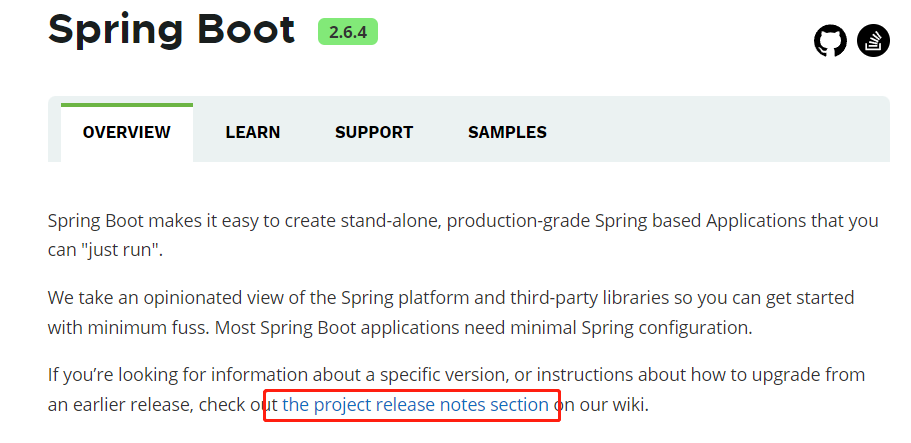 Spring Boot 2.6.4
OVERVIEW LEARN SUPPORT SAMPLES
Spring Boot makes it easy to create stand-alone, production-grade Spring based Applications that you
can "just run".
We take an opinionated view of the Spring platform and third-party libraries so you can get started
with minimum fuss. Most Spring Boot applications need minimal Spring configuration.
If you’re looking for information about a specific version, or instructions about how to upgrade from
an earlier release, check out the project release notes section on our wiki.